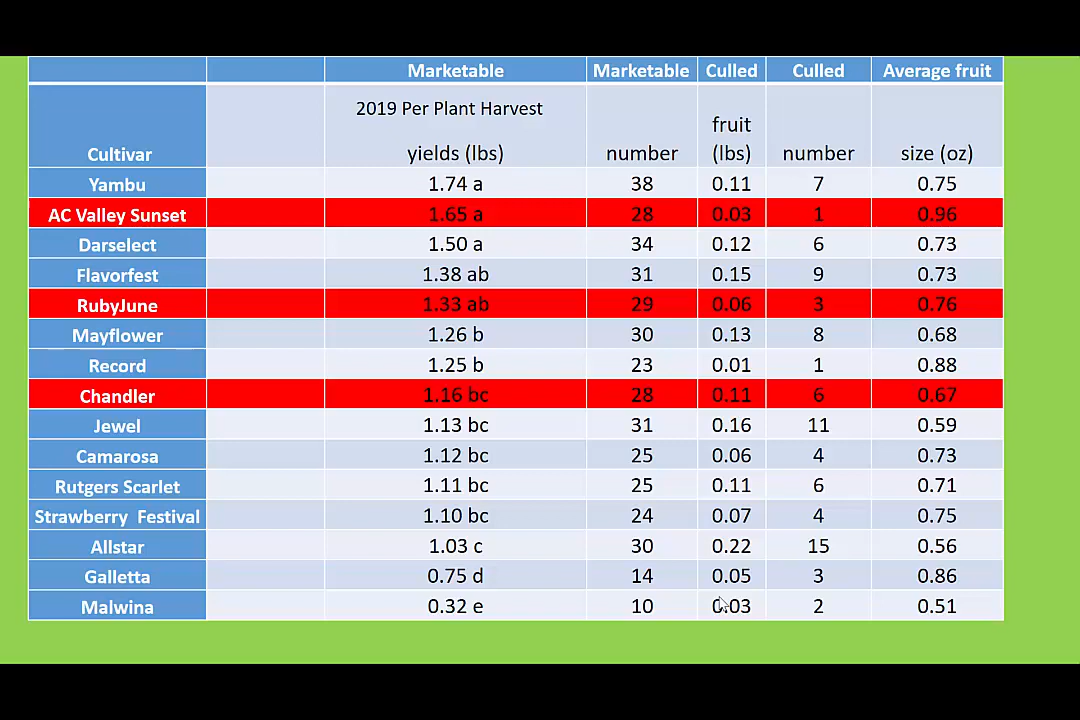 Marketable Marketable Culled Culled Average fruit
2019 Per Plant Harvest
fruit
Cultivar yields (lbs) number (lbs) number size (oz)
Yambu 1.74 a 38 0.11 7 0.75
AC Valley Sunset 1.65 a 28 0.03 1 0.96
Darselect 1.50 a 34 0.12 6 0.73
Flavorfest 1.38 ab 31 0.15 9 0.73
RubyJune 1.33 ab 29 0.06 3 0.76
Mayflower 1.26 b 30 0.13 8 0.68
Record 1.25 b 23 0.01 1 0.88
Chandler 1.16 bc 28 0.11 6 0.67
Jewel 1.13 bc 31 0.16 11 0.59
Camarosa 1.12 bc 25 0.06 4 0.73
Rutgers Scarlet 1.11 bc 25 0.11 6 0.71
Strawberry Festival 1.10 bc 24 0.07 4 0.75
Allstar 1.03 c 30 0.22 15 0.56
Galletta 0.75 d 14 0.05 3 0.86
Malwina 0.32 e 10 0.03 2 0.51